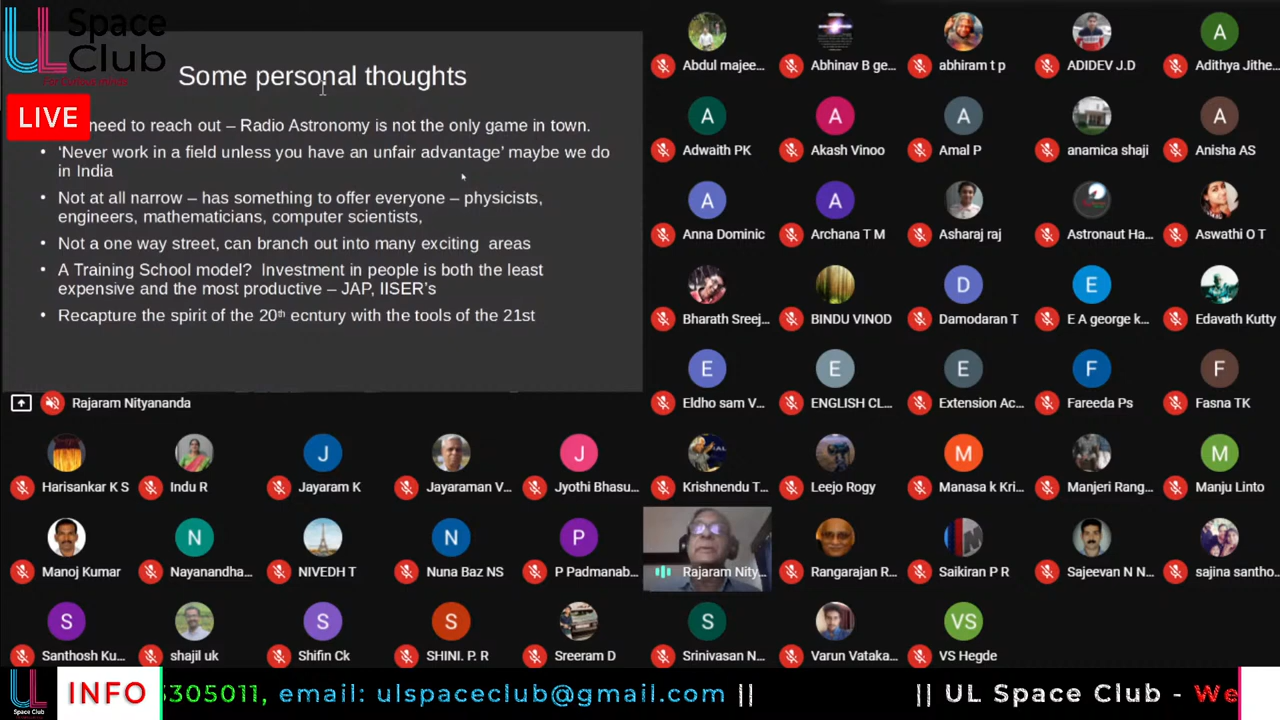 UL Space Club
LIVE
Some personal thoughts
need to reach out – Radio Astronomy is not the only game in town.
• 'Never work in a field unless you have an unfair advantage' maybe we do
in India
• Not at all narrow – has something to offer everyone – physicists,
engineers, mathematicians, computer scientists,
• Not a one way street, can branch out into many exciting areas
• A Training School model? Investment in people is both the least
expensive and the most productive – JAP, IISER's
• Recapture the spirit of the 20th ecntury with the tools of the 21st
Rajaram Nityananda
Abdul majee...
Abhinav B ge...
abhiram t p
ADIDEV J.D
A
Adithya Jithe...
A
Adwaith PK
A
Akash Vinoo
A
Amal P
anamica shaji
A
Anisha AS
A
Anna Dominic
A
Archana T M
Asharaj raj
Astronaut Ha...
Aswathi O T
Bharath Sreej...
BINDU VINOD
D
Damodaran T
E
E A george k...
Edavath Kutty
E
Eldho sam V...
E
ENGLISH CL...
E
Extension Ac...
F
Fareeda Ps
F
Fasna TK
Harisankar K S
Indu R
J
Jayaram K
Jayaraman V...
J
Jyothi Bhasu...
Krishnendu T...
Leejo Rogy
M
Manasa k Kri...
Manjeri Rang...
M
Manju Linto
Manoj Kumar
N
Nayanandha...
NIVEDH T
N
Nuna Baz NS
P
P Padmanab...
Rajaram Nity...
Rangarajan R...
Saikiran P R
Sajeevan N N...
sajina santho...
S
Santhosh Ku...
shajil uk
S
Shifin Ck
S
SHINI. P. R
Sreeram D
S
Srinivasan N...
Varun Vataka...
VS
VS Hegde
UL Space Club
INFO
5305011, email: ulspaceclub@gmail.com || || UL Space Club - We